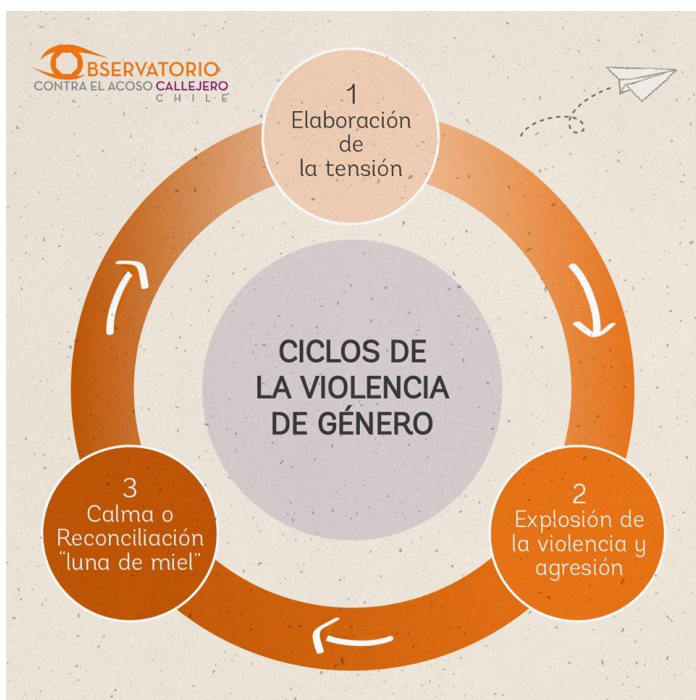 OBSERVATORIO
CONTRA EL ACOSO CALLEJERO
CHILE
1
Elaboración
de
la tensión
CICLOS DE
LA VIOLENCIA
DE GÉNERO
3
Calma o
Reconciliación
“luna de miel”
2
Explosión de
la violencia y
agresión